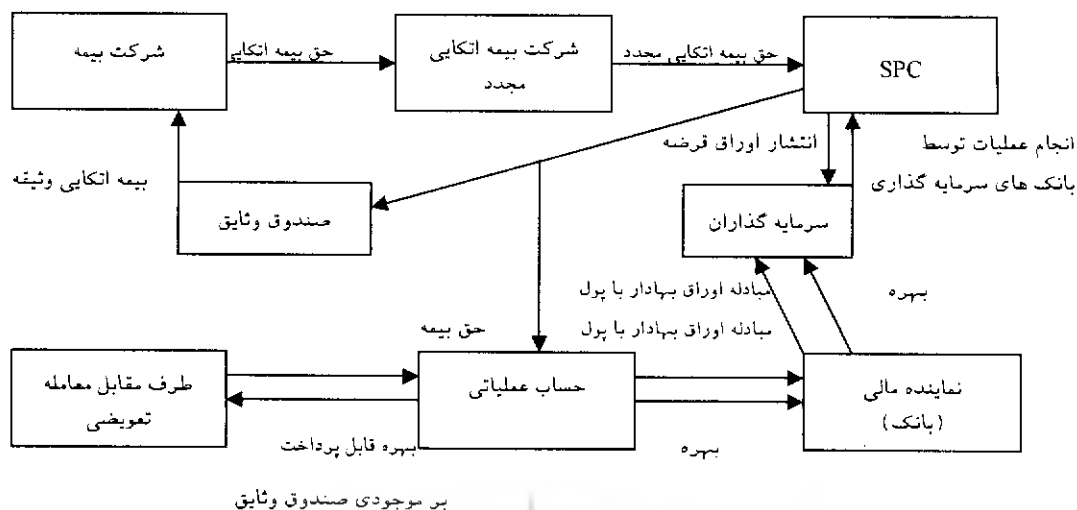 شرکت بیمه
حق بیمه اتکایی
شرکت بیمه اتکایی
مجدد
حق بیمه اتکایی مجدد
SPC
انتشار اوراق قرضه
انجام عملیات توسط
بانک های سرمایه گذاری
بیمه اتکایی وثیقه
صندوق وثایق
سرمایه گذاران
مبادله اوراق بهادار با پول
بهره
مبادله اوراق بهادار با پول
حق بیمه
طرف مقابل معامله
تعویضی
حساب عملیاتی
نماینده مالی
(بانک)
بهره قابل پرداخت
بهره
بر موجودی صندوق وثایق